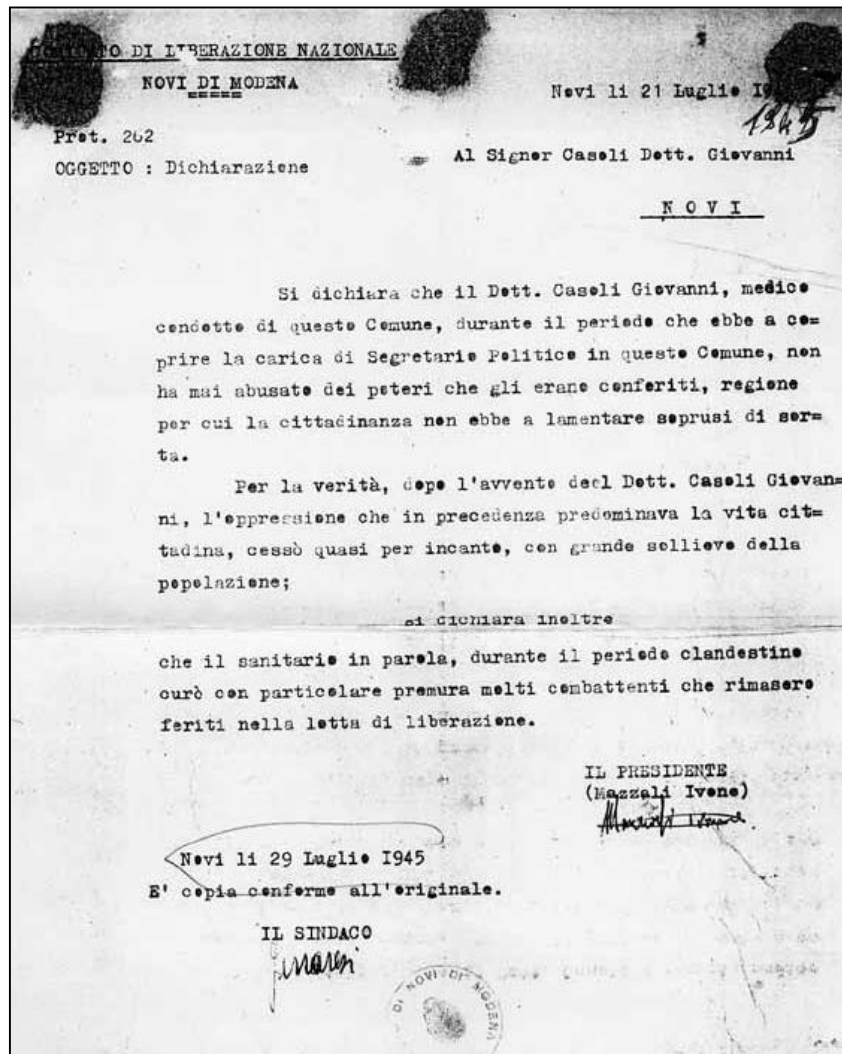 COMITATO DI LIBERAZIONE NAZIONALE
NOVI DI MODENA
Novi li 21 Luglio
1945
Prot. 262
Al Signor Casoli Dott. Giovanni
OGGETTO : Dichiarazione
N O V I
Si dichiara che il Dott. Casoli Giovanni, medico
condotto di questo Comune, durante il periodo che ebbe a co=
prire la carica di Segretario Politico in questo Comune, non
ha mai abusato dei poteri che gli erano conferiti, regione
per cui la cittadinanza non ebbe a lamentare soprusi di sor=
ta.
Per la verità, dopo l'avvento decl Dott. Casoli Giovan=
ni, l'oppressione che in precedenza predominava la vita cit=
tadina, cessò quasi per incanto, con grande sollievo della
popolazione;
si dichiara inoltre
che il sanitario in parola, durante il periodo clandestino
curò con particolare premura molti combattenti che rimasero
feriti nella lotta di liberazione.
IL PRESIDENTE
(Mazzali Ivone)
Novi li 29 Luglio I945
E' copia conforme all'originale.
IL SINDACO
DI NOVI DI MODENA